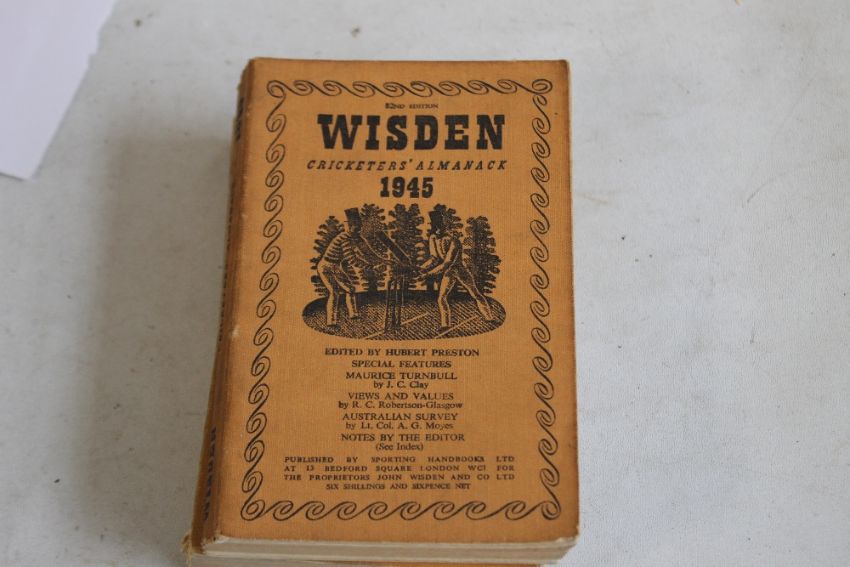 82ND EDITION
WISDEN
CRICKETERS' ALMANACK
1945
EDITED BY HUBERT PRESTON
SPECIAL FEATURES
MAURICE TURNBULL
by J. C. Clay
VIEWS AND VALUES
by R. C. Robertson-Glasgow
AUSTRALIAN SURVEY
by Lt. Col. A. G. Moyes
NOTES BY THE EDITOR
(See Index)
PUBLISHED BY SPORTING HANDBOOKS LTD
AT 13 BEDFORD SQUARE LONDON WC1 FOR
THE PROPRIETORS JOHN WISDEN AND CO LTD
SIX SHILLINGS AND SIXPENCE NET
WISDEN